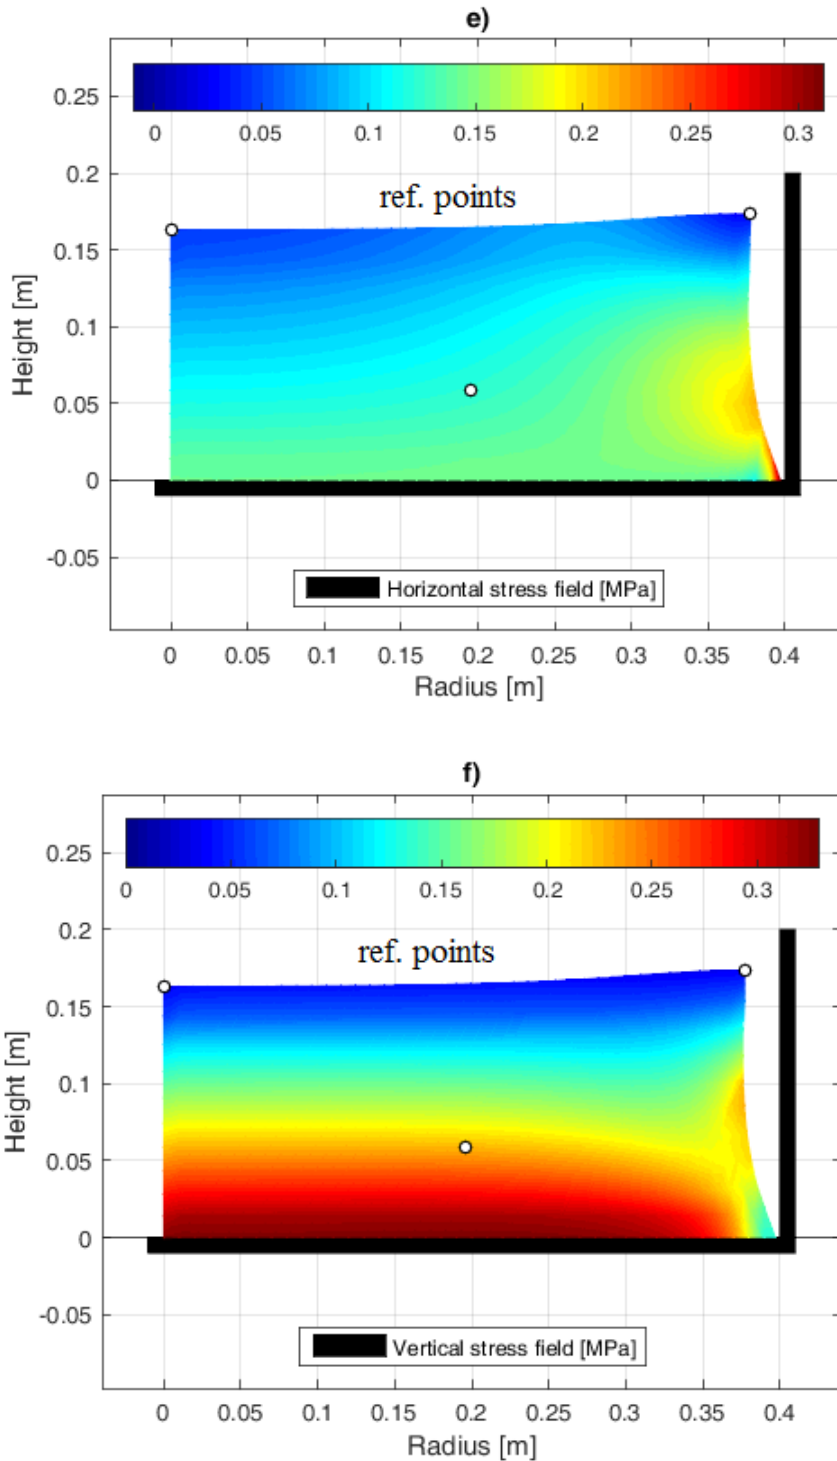 e)
0.25
0 0.05 0.1 0.15 0.2 0.25 0.3
0.2
ref. points
0.15
0.1
0.05
0
-0.05
Height [m]
Horizontal stress field [MPa]
0 0.05 0.1 0.15 0.2 0.25 0.3 0.35 0.4
Radius [m]
f)
0.25
0 0.05 0.1 0.15 0.2 0.25 0.3
0.2
ref. points
0.15
0.1
0.05
0
-0.05
Height [m]
Vertical stress field [MPa]
0 0.05 0.1 0.15 0.2 0.25 0.3 0.35 0.4
Radius [m]